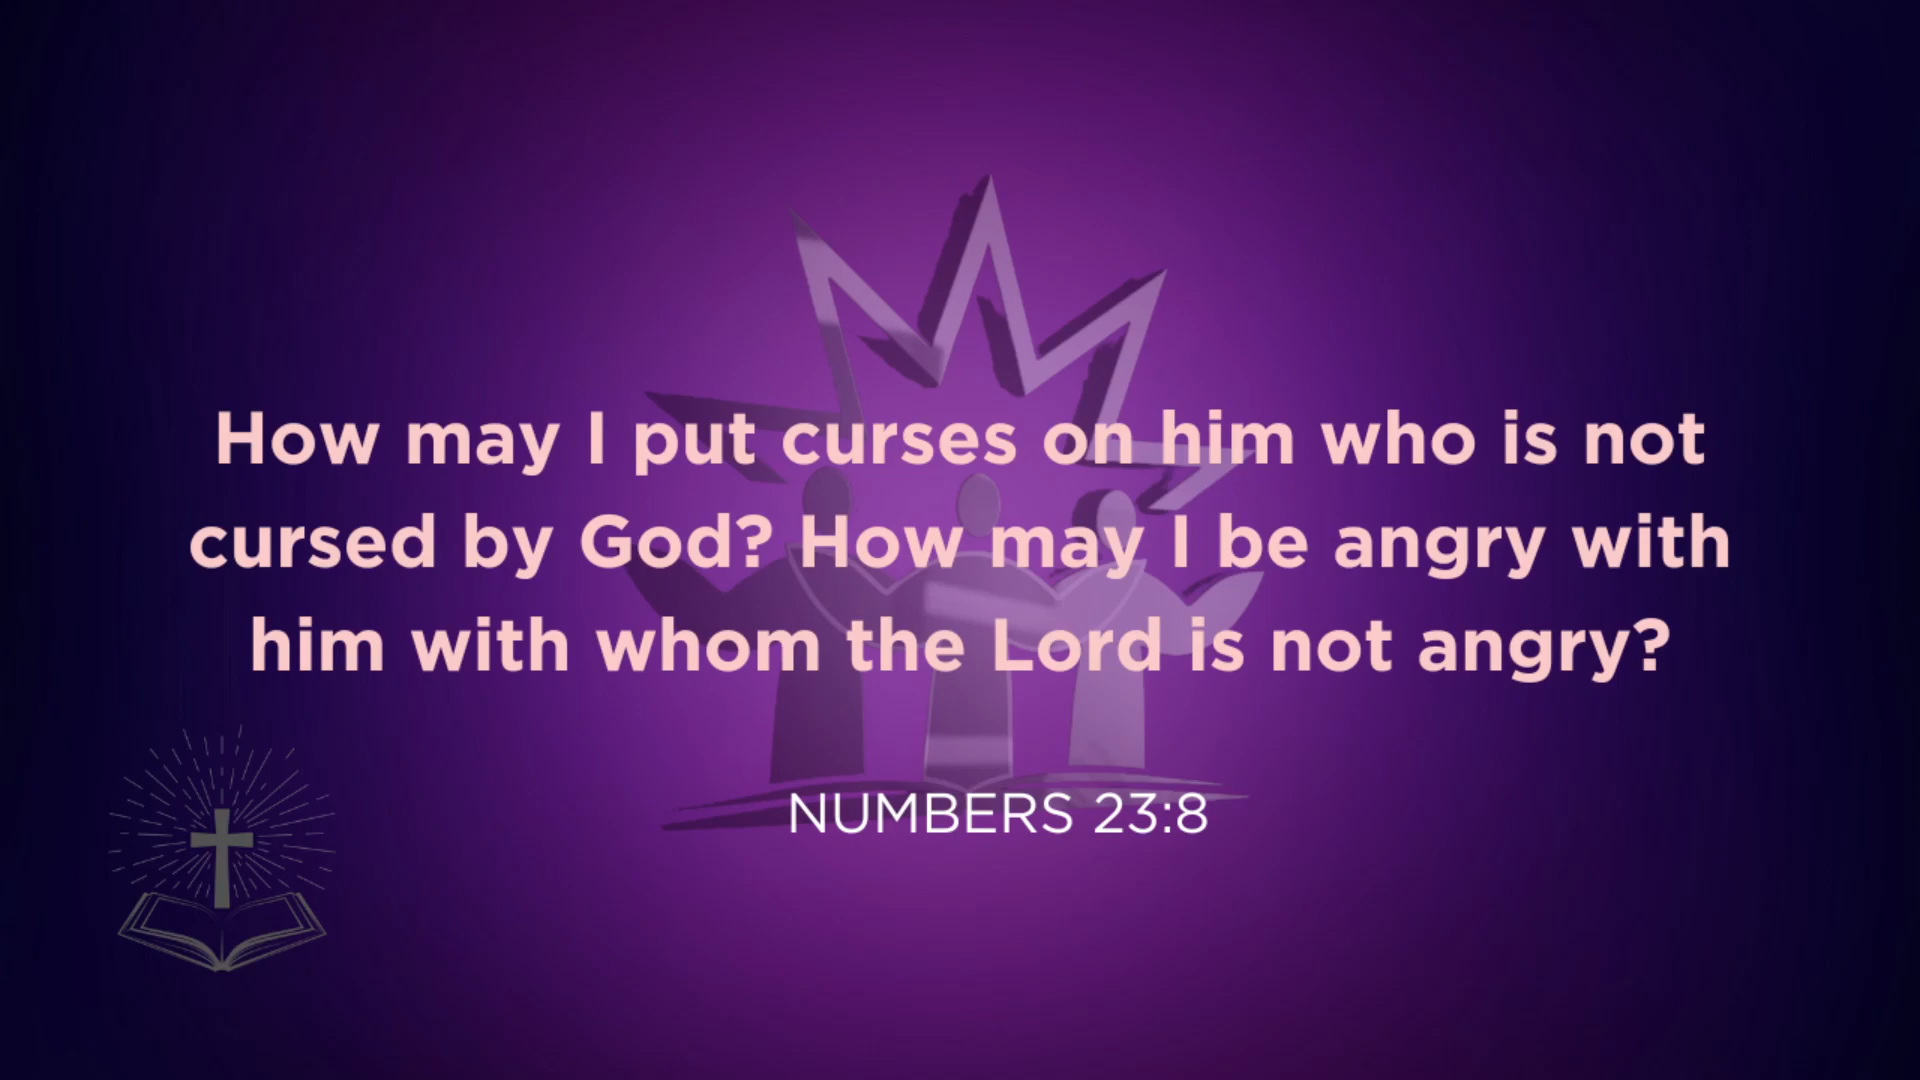 How may I put curses on him who is not
cursed by God? How may I be angry with
him with whom the Lord is not angry?
NUMBERS 23:8